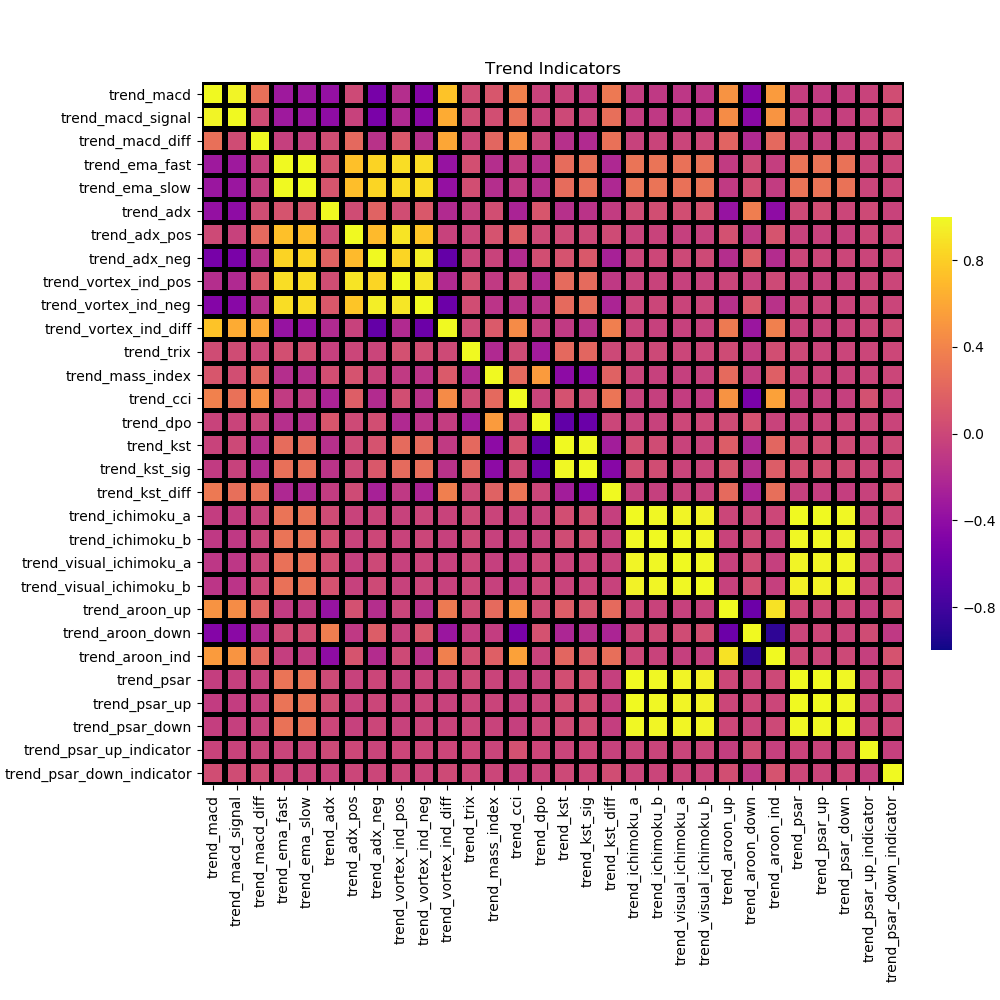 Trend Indicators
trend_macd
trend_macd_signal
trend_macd_diff
trend_ema_fast
trend_ema_slow
trend_adx
trend_adx_pos
trend_adx_neg
trend_vortex_ind_pos
trend_vortex_ind_neg
trend_vortex_ind_diff
trend_trix
trend_mass_index
trend_cci
trend_dpo
trend_kst
trend_kst_sig
trend_kst_diff
trend_ichimoku_a
trend_ichimoku_b
trend_visual_ichimoku_a
trend_visual_ichimoku_b
trend_aroon_up
trend_aroon_down
trend_aroon_ind
trend_psar
trend_psar_up
trend_psar_down
trend_psar_up_indicator
trend_psar_down_indicator
trend_macd
trend_macd_signal
trend_macd_diff
trend_ema_fast
trend_ema_slow
trend_adx
trend_adx_pos
trend_adx_neg
trend_vortex_ind_pos
trend_vortex_ind_neg
trend_vortex_ind_diff
trend_trix
trend_mass_index
trend_cci
trend_dpo
trend_kst
trend_kst_sig
trend_kst_diff
trend_ichimoku_a
trend_ichimoku_b
trend_visual_ichimoku_a
trend_visual_ichimoku_b
trend_aroon_up
trend_aroon_down
trend_aroon_ind
trend_psar
trend_psar_up
trend_psar_down
trend_psar_up_indicator
trend_psar_down_indicator
0.8
0.4
0.0
−0.4
−0.8